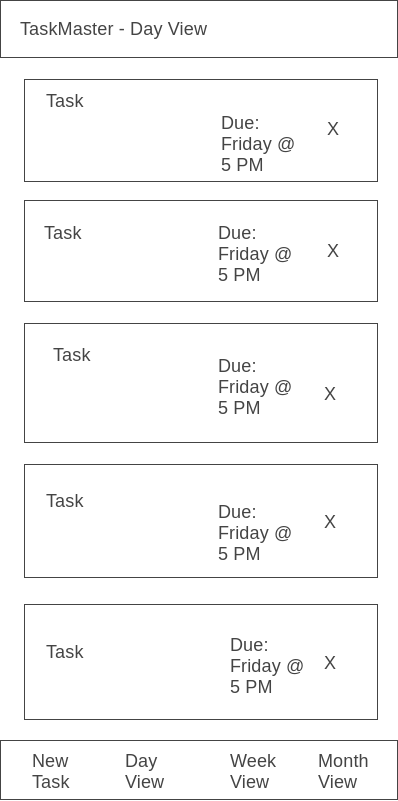 TaskMaster - Day View
Task
Due:
Friday @
5 PM
X
Task
Due:
Friday @
5 PM
X
Task
Due:
Friday @
5 PM
X
Task
Due:
Friday @
5 PM
X
Task
Due:
Friday @
5 PM
X
New
Task
Day
View
Week
View
Month
View